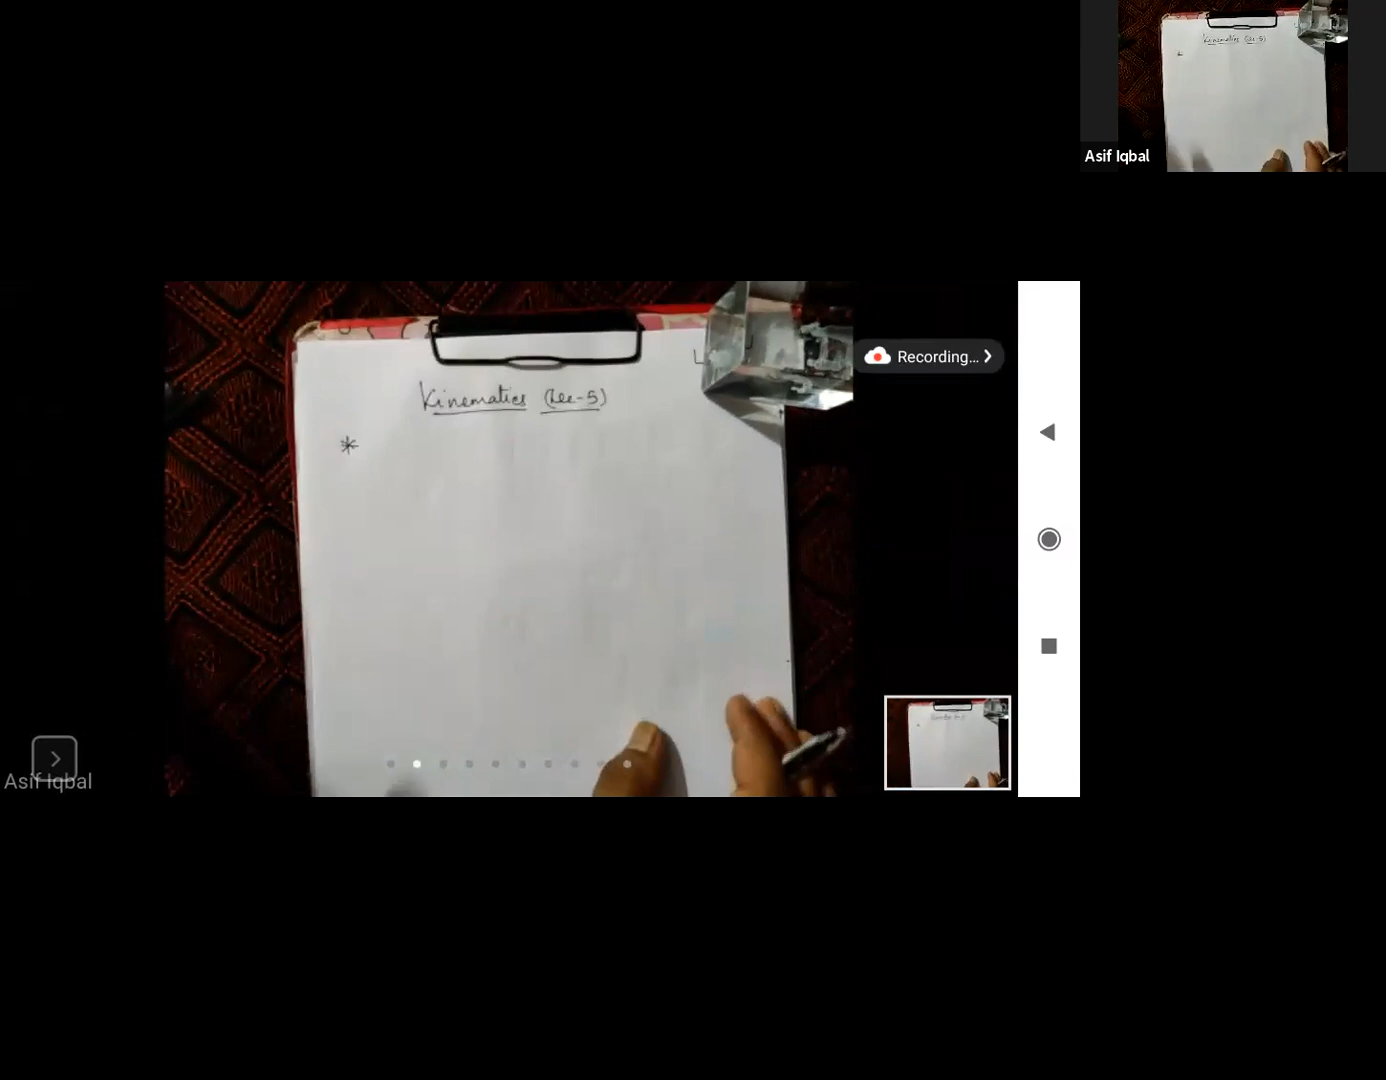 Asif Iqbal
Recording...
Kinematics (Lec-5)
*
Asif Iqbal